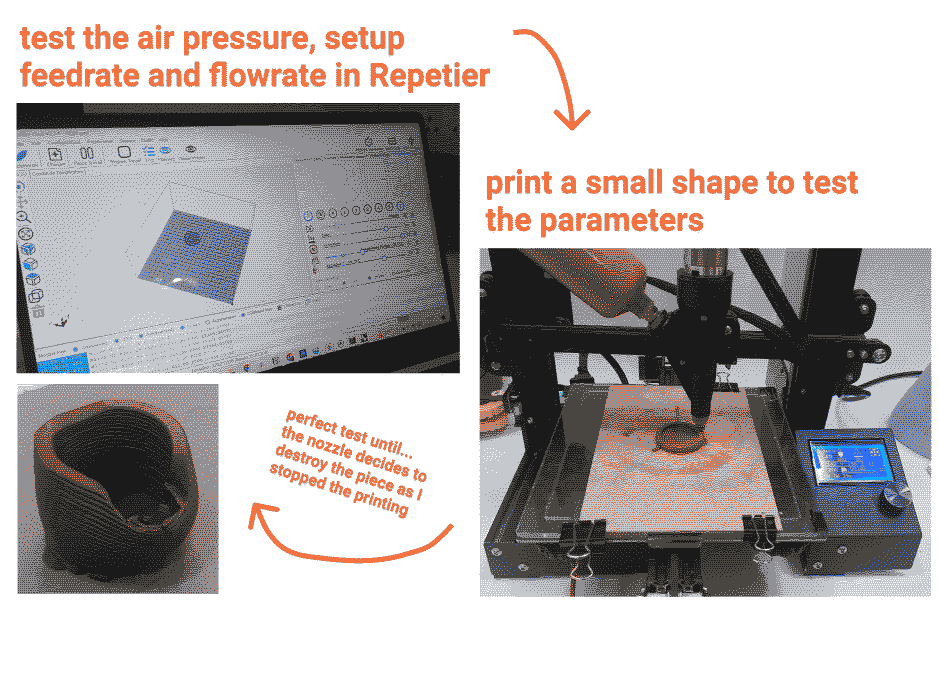 test the air pressure, setup
feedrate and flowrate in Repetier
print a small shape to test
the parameters
perfect test until...
the nozzle decides to
destroy the piece as I
stopped the printing